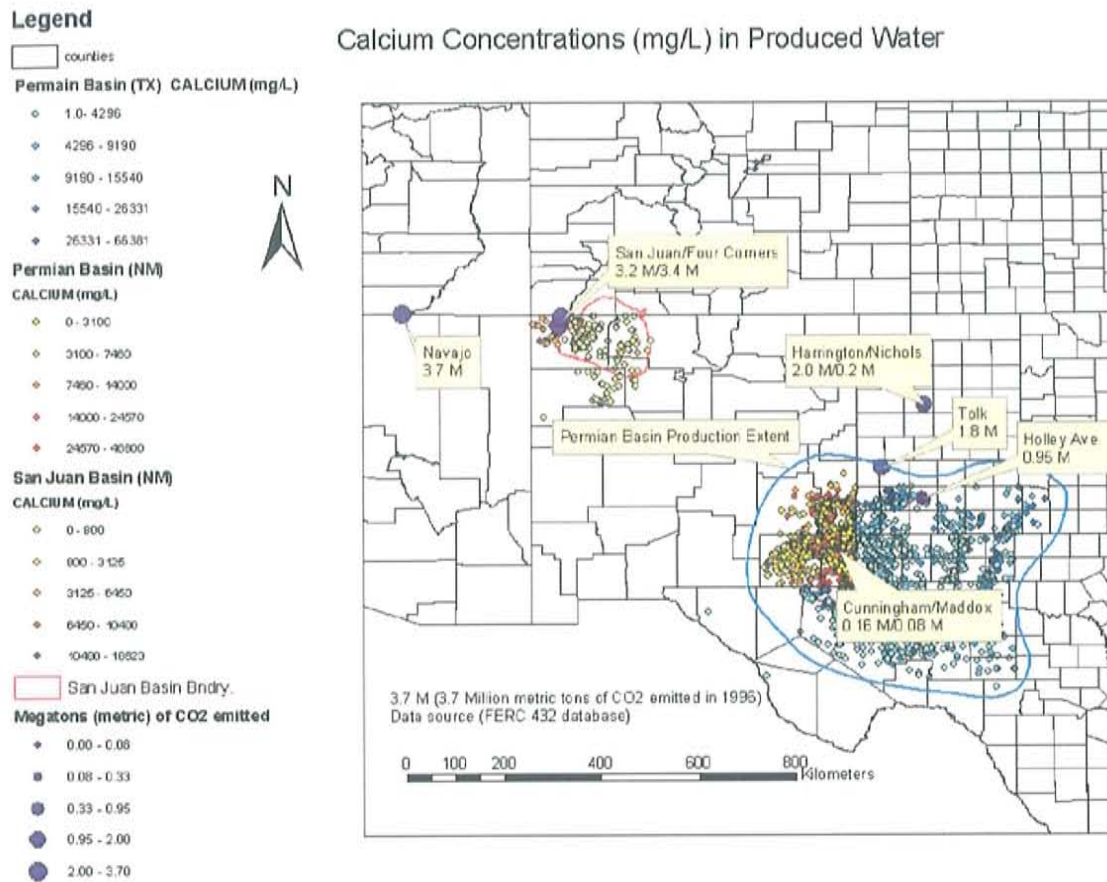 Legend
counties
Permain Basin (TX) CALCIUM (mg/L)
1.0- 4296
4296 - 9190
9190 - 15540
15540 - 26331
26331 - 66381
Permian Basin (NM)
CALCIUM (mg/L)
0 - 3100
3100 - 7460
7460 - 14000
14000 - 24570
24570 - 48800
San Juan Basin (NM)
CALCIUM (mg/L)
0 - 800
800 - 3125
3125 - 6450
6450 - 10400
10400 - 18823
San Juan Basin Bndry.
Megatons (metric) of CO2 emitted
0.00 - 0.08
0.08 - 0.33
0.33 - 0.95
0.95 - 2.00
2.00 - 3.70
Calcium Concentrations (mg/L) in Produced Water
N
San Juan/Four Corners
3.2 M/3.4 M
Navajo
3.7 M
Harrington/Nichols
2.0 M/0.2 M
Tolk
1.8 M
Holley Ave.
0.95 M
Permian Basin Production Extent
Cunningham/Maddox
0.16 M/0.08 M
3.7 M (3.7 Million metric tons of CO2 emitted in 1996)
Data source (FERC 432 database)
0 100 200 400 600 800
Kilometers